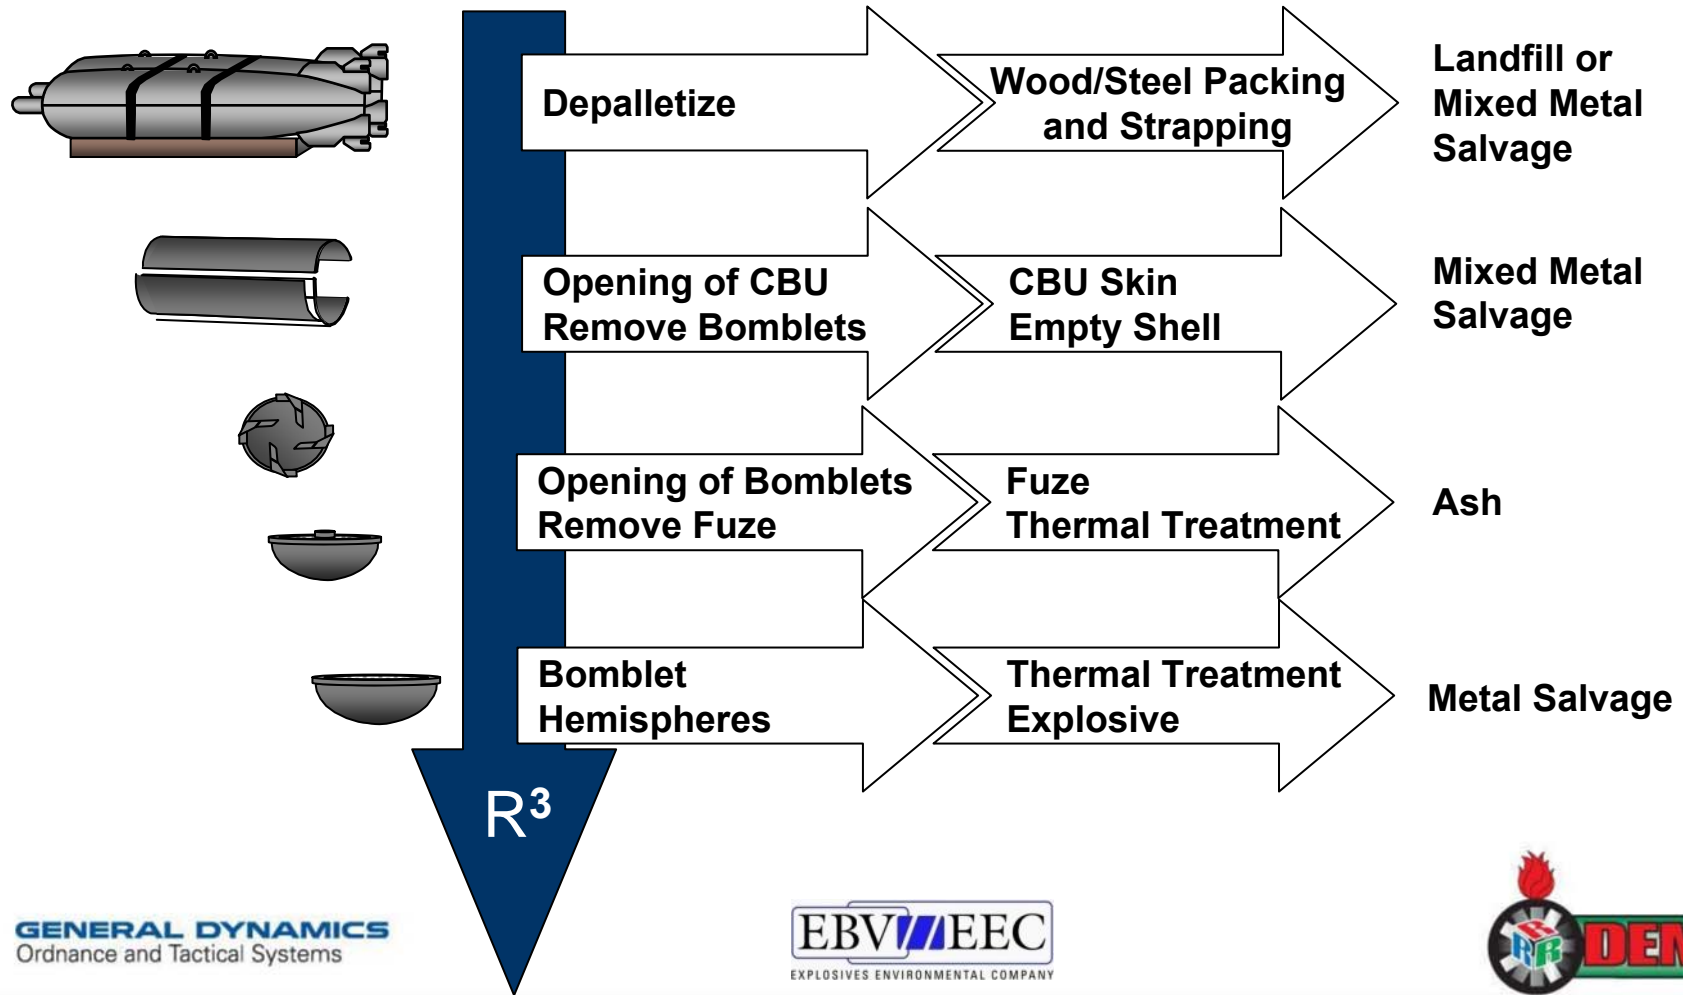 Depalletize
Wood/Steel Packing
and Strapping
Landfill or
Mixed Metal
Salvage
Opening of CBU
Remove Bomblets
CBU Skin
Empty Shell
Mixed Metal
Salvage
Opening of Bomblets
Remove Fuze
Fuze
Thermal Treatment
Ash
Bomblet
Hemispheres
Thermal Treatment
Explosive
Metal Salvage
R³
GENERAL DYNAMICS
Ordnance and Tactical Systems
EBV EEC
EXPLOSIVES ENVIRONMENTAL COMPANY
R R R